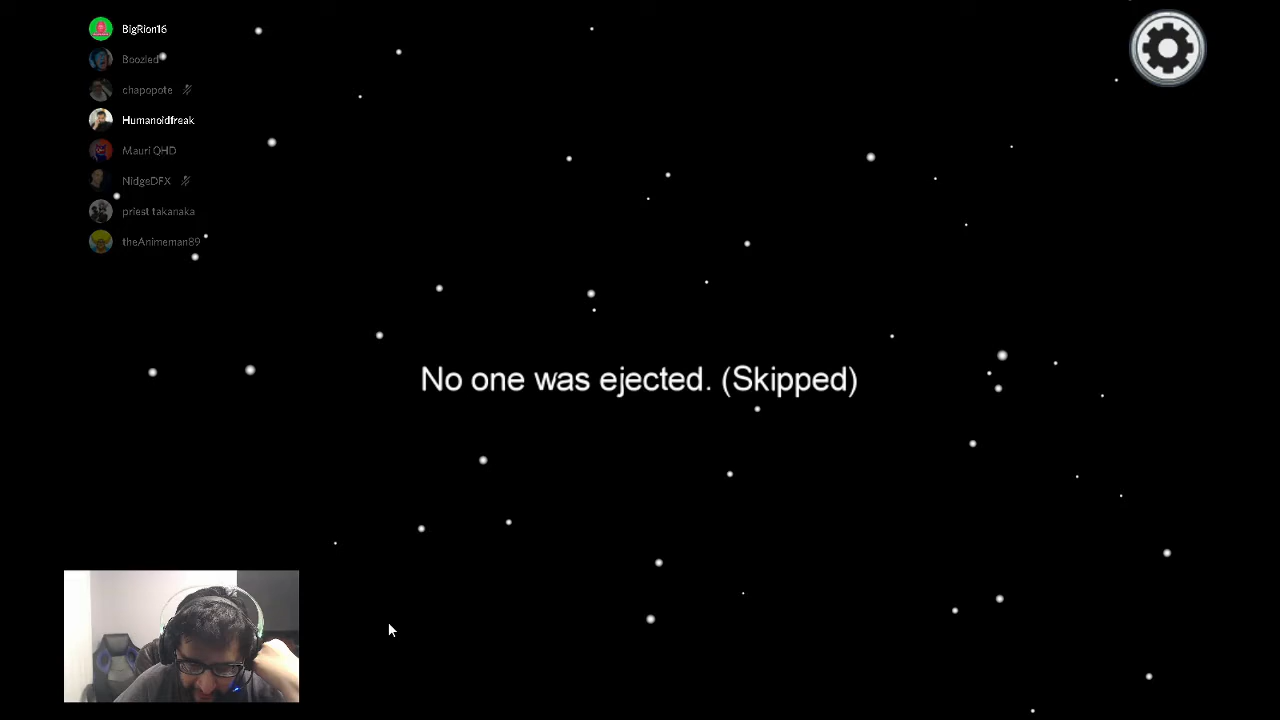 BigRion16
Boozled
chapopote
Humanoidfreak
Mauri QHD
NidgeDFX
priest takanaka
theAnimeman89
No one was ejected. (Skipped)